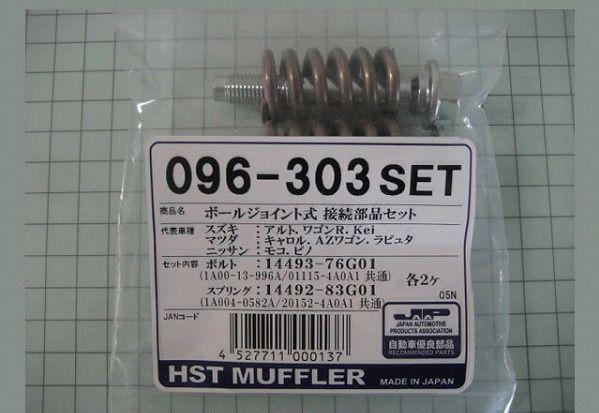 096-303 SET
商品名 ボールジョイント式 接続部品セット
代表車種 スズキ：アルト、ワゴンR、Kei
マツダ：キャロル、AZワゴン、ラピュタ
ニッサン：モコ、ピノ
セット内容 ボルト：14493-76G01
(1A00-13-996A/01115-4A0A1 共通)
スプリング：14492-83G01 各2ケ
(1A004-0582A/20152-4A0A1 共通)
05N
JANコード
JAP
JAPAN AUTOMOTIVE
PRODUCTS ASSOCIATION
自動車優良部品
RECOMMENDED PARTS
4 527711 000137
HST MUFFLER MADE IN JAPAN